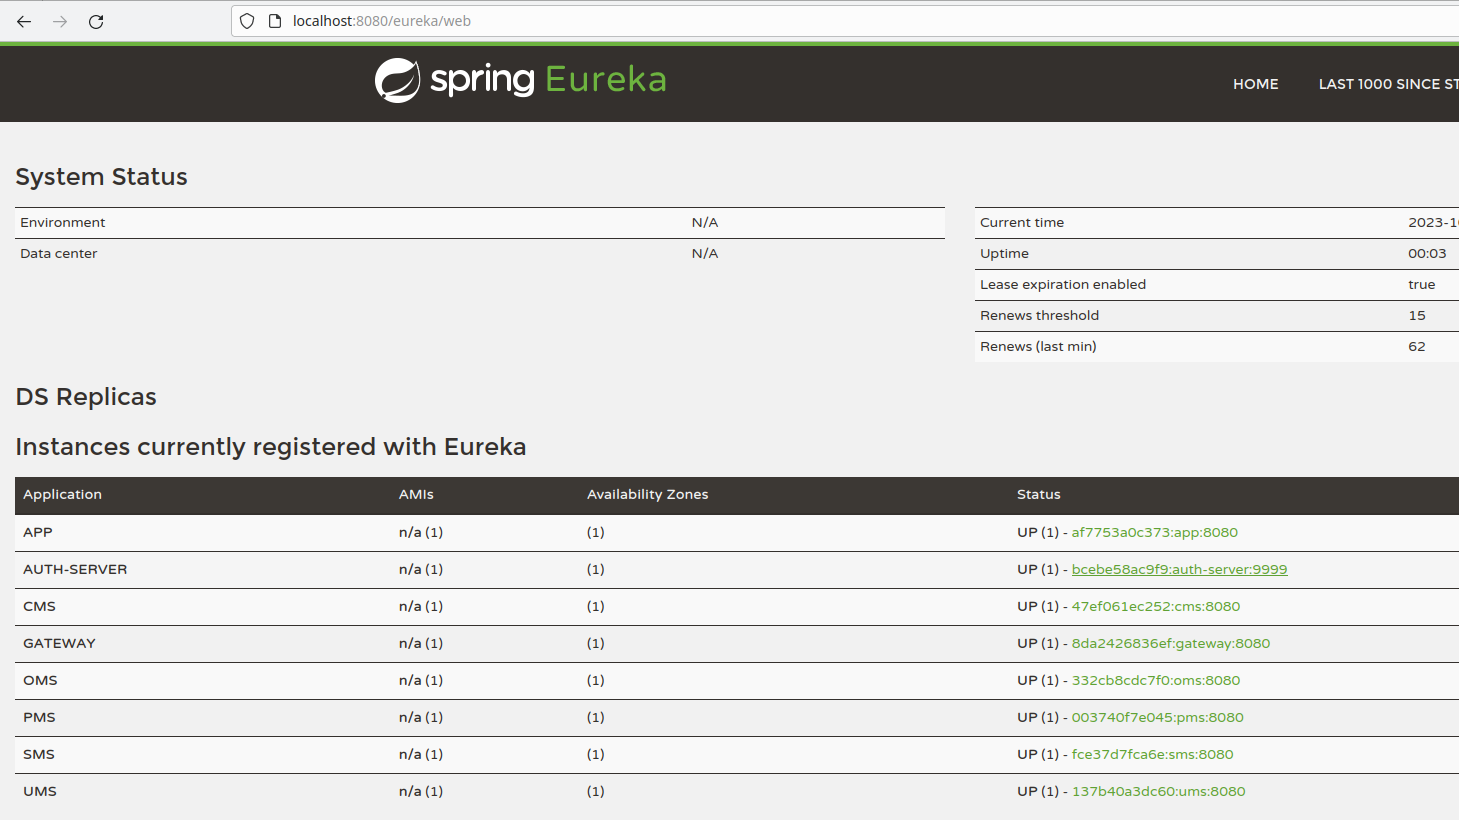 localhost:8080/eureka/web
spring Eureka
HOME LAST 1000 SINCE ST
System Status
Environment N/A
Data center N/A
Current time 2023-10
Uptime 00:03
Lease expiration enabled true
Renews threshold 15
Renews (last min) 62
DS Replicas
Instances currently registered with Eureka
Application AMIs Availability Zones Status
APP n/a (1) (1) UP (1) - af7753a0c373:app:8080
AUTH-SERVER n/a (1) (1) UP (1) - bcebe58ac9f9:auth-server:9999
CMS n/a (1) (1) UP (1) - 47ef061ec252:cms:8080
GATEWAY n/a (1) (1) UP (1) - 8da2426836ef:gateway:8080
OMS n/a (1) (1) UP (1) - 332cb8cdc7f0:oms:8080
PMS n/a (1) (1) UP (1) - 003740f7e045:pms:8080
SMS n/a (1) (1) UP (1) - fce37d7fca6e:sms:8080
UMS n/a (1) (1) UP (1) - 137b40a3dc60:ums:8080